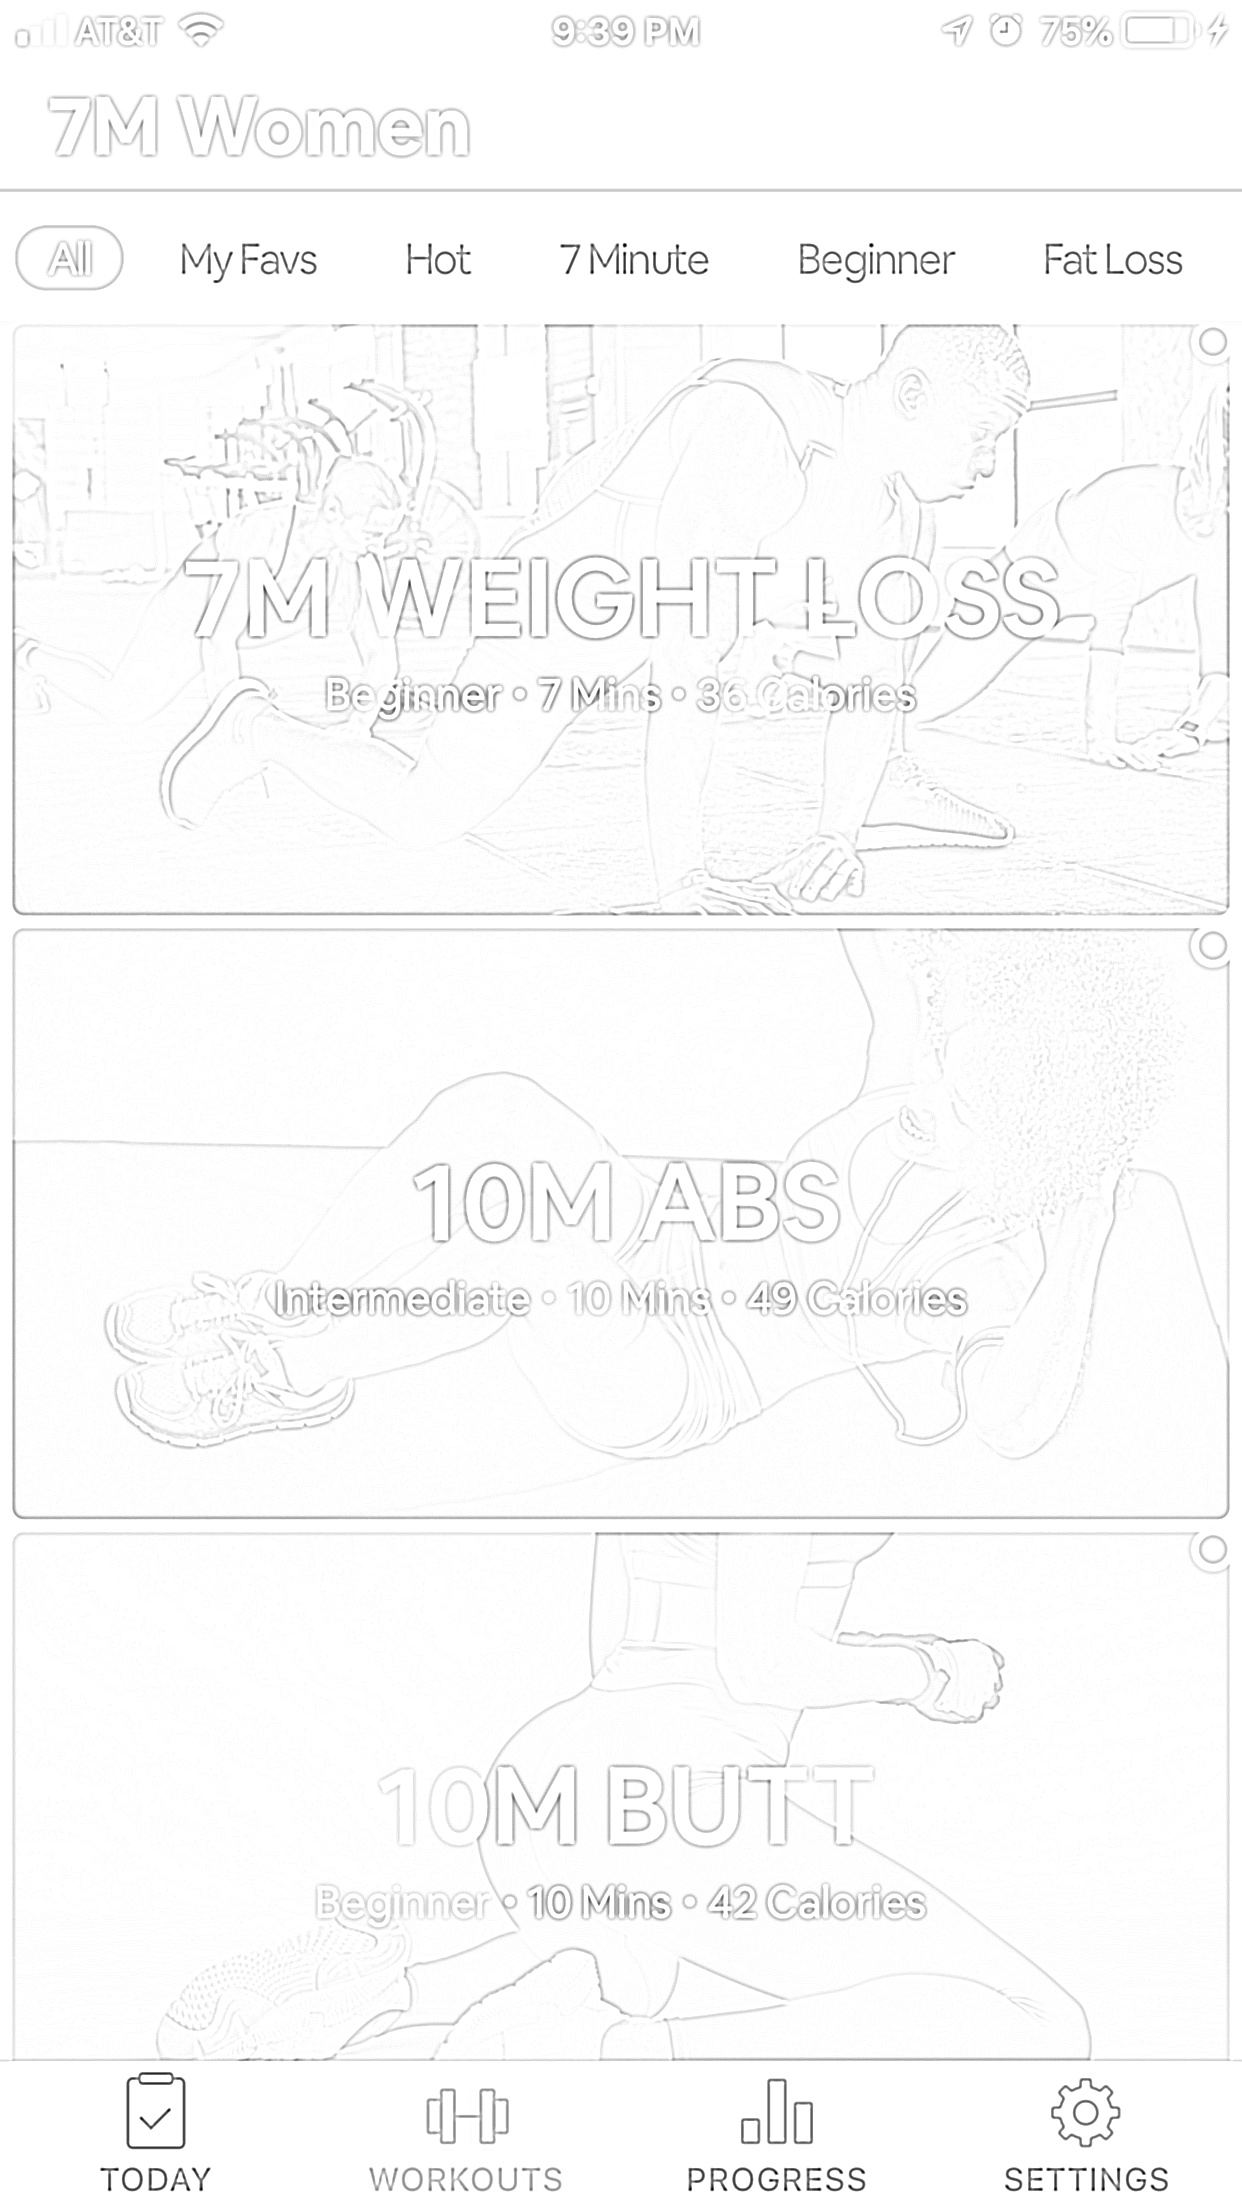 AT&T 9:39 PM 75%
7M Women
All My Favs Hot 7 Minute Beginner Fat Loss
7M WEIGHT LOSS
Beginner • 7 Mins • 36 Calories
10M ABS
Intermediate • 10 Mins • 49 Calories
10M BUTT
Beginner • 10 Mins • 42 Calories
TODAY WORKOUTS PROGRESS SETTINGS